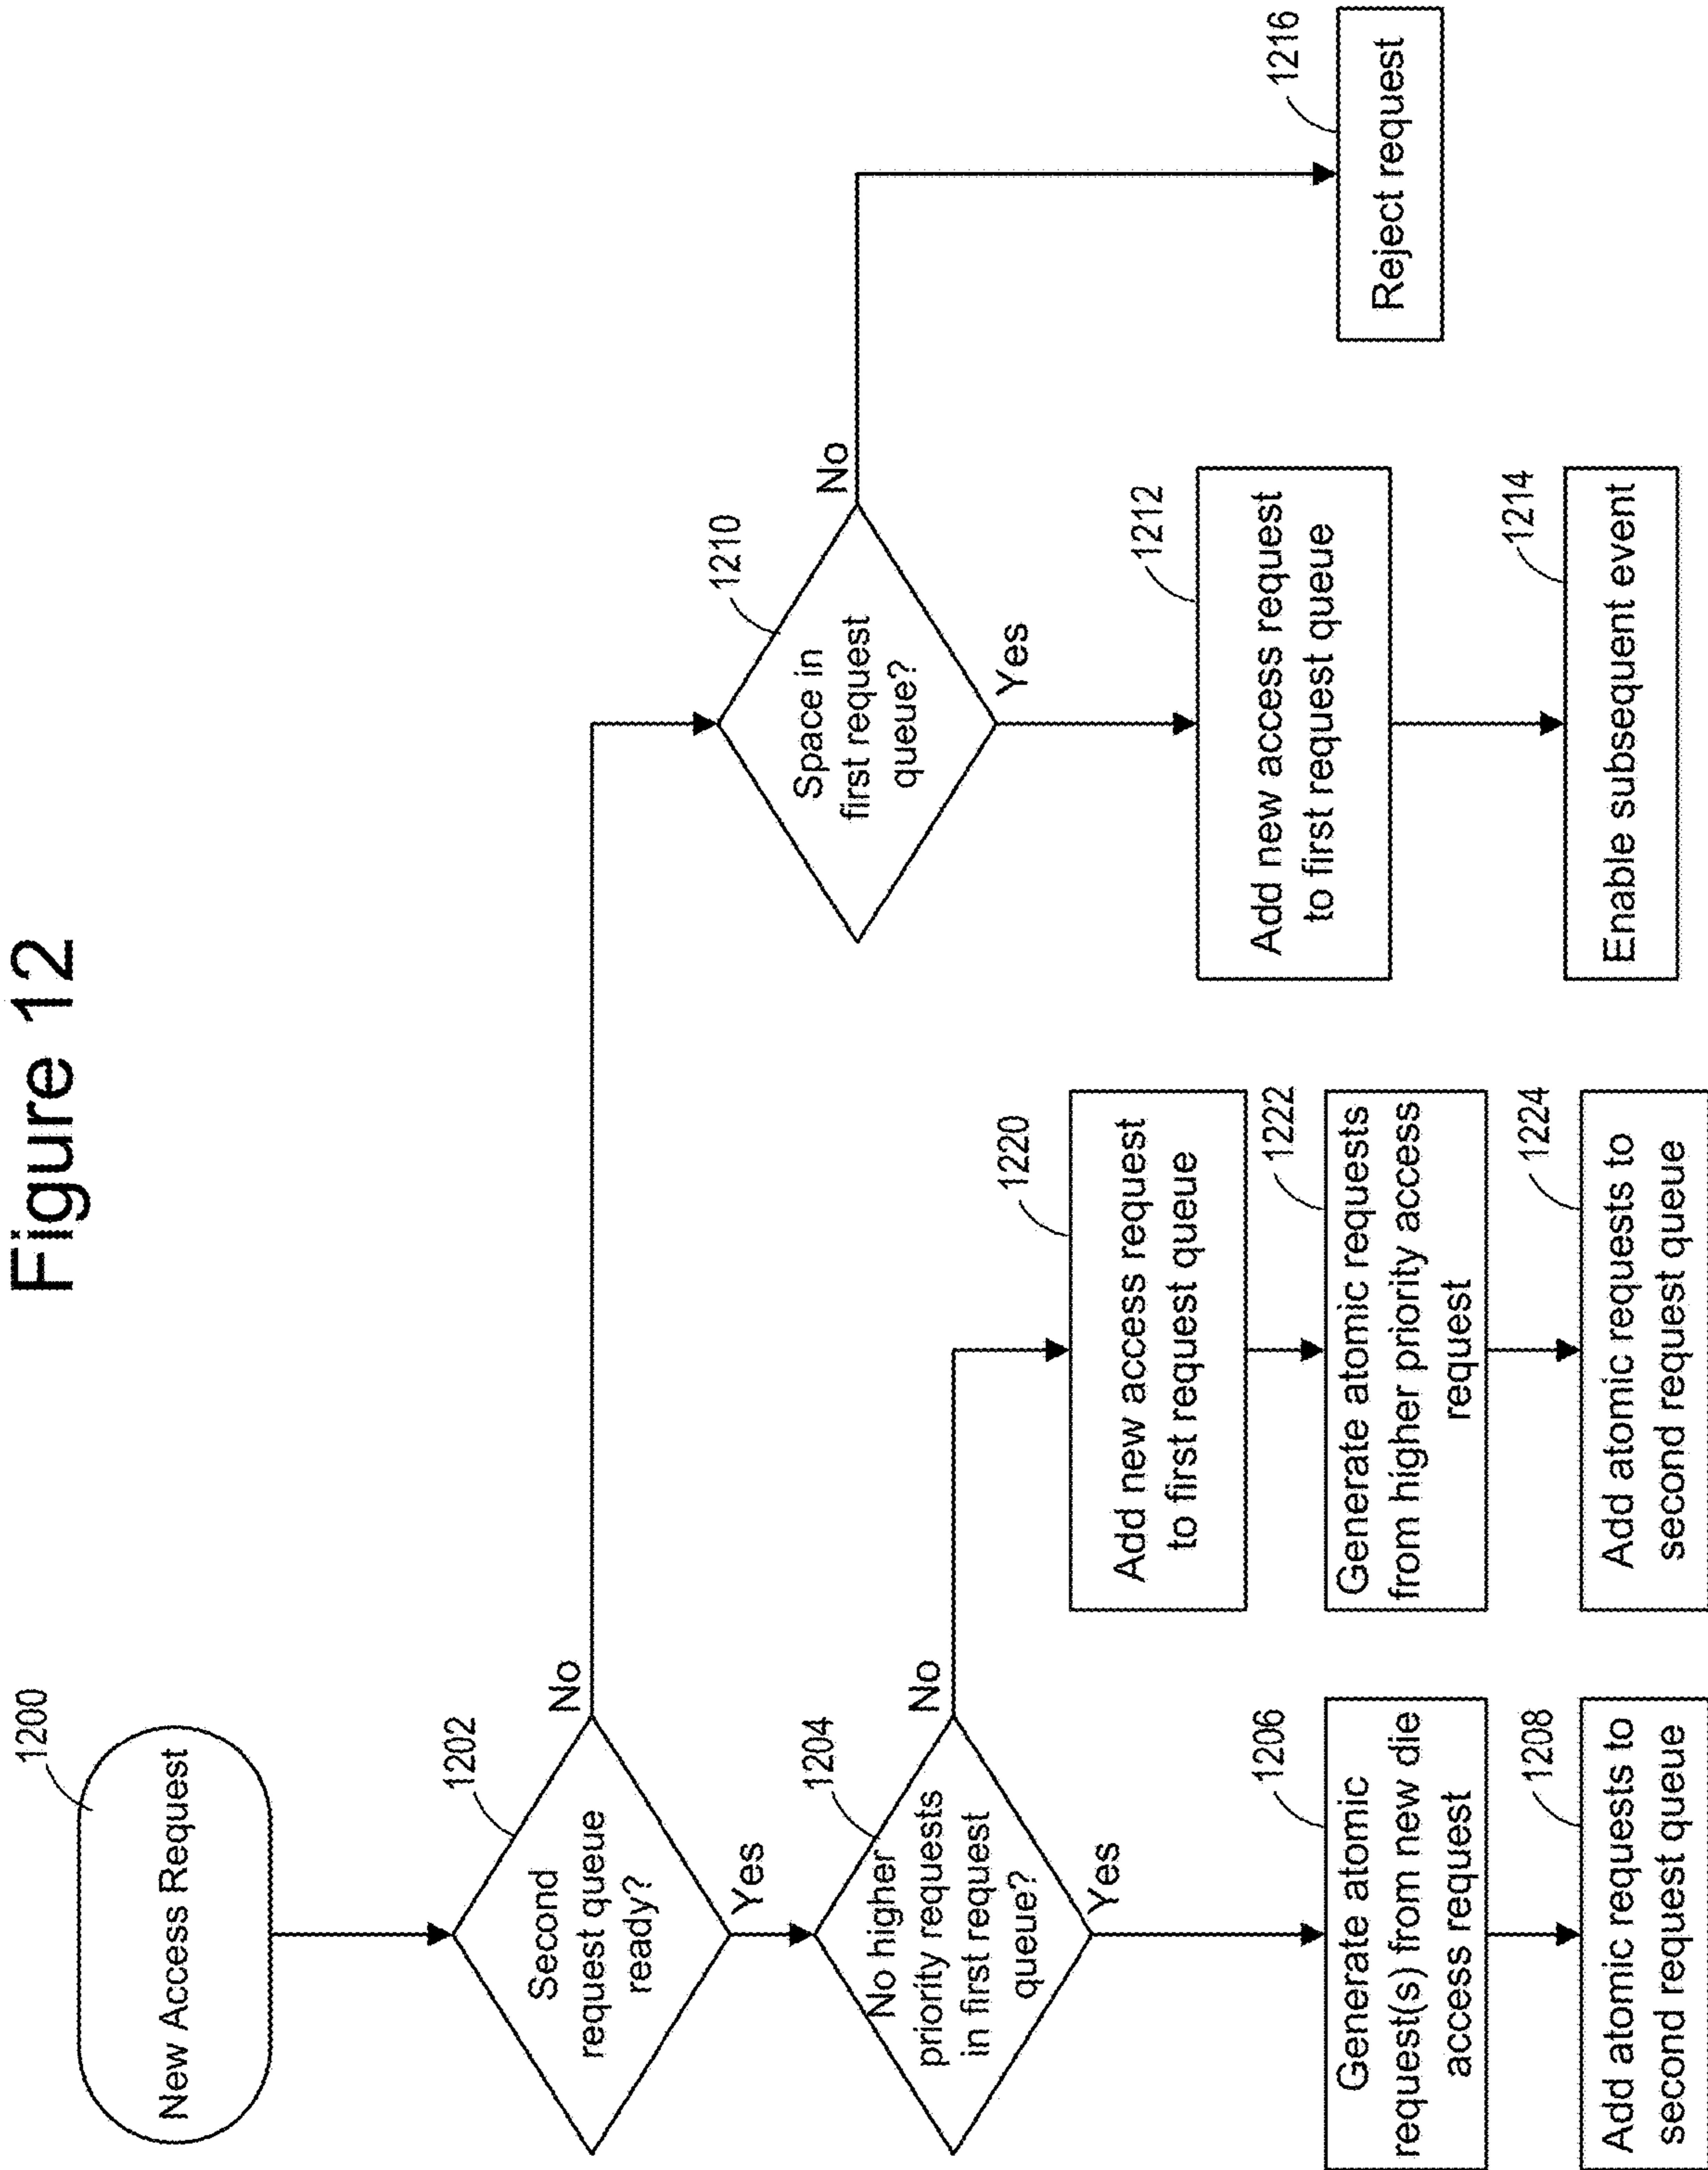 Figure 12
1200
New Access Request
1202
Second
request queue
ready?
No
Yes
1204
No higher
priority requests
in first request
queue?
No
Yes
1206
Generate atomic
request(s) from new die
access request
1208
Add atomic requests to
second request queue
1220
Add new access request
to first request queue
1222
Generate atomic requests
from higher priority access
request
1224
Add atomic requests to
second request queue
1210
Space in
first request
queue?
No
Yes
1212
Add new access request
to first request queue
1214
Enable subsequent event
1216
Reject request